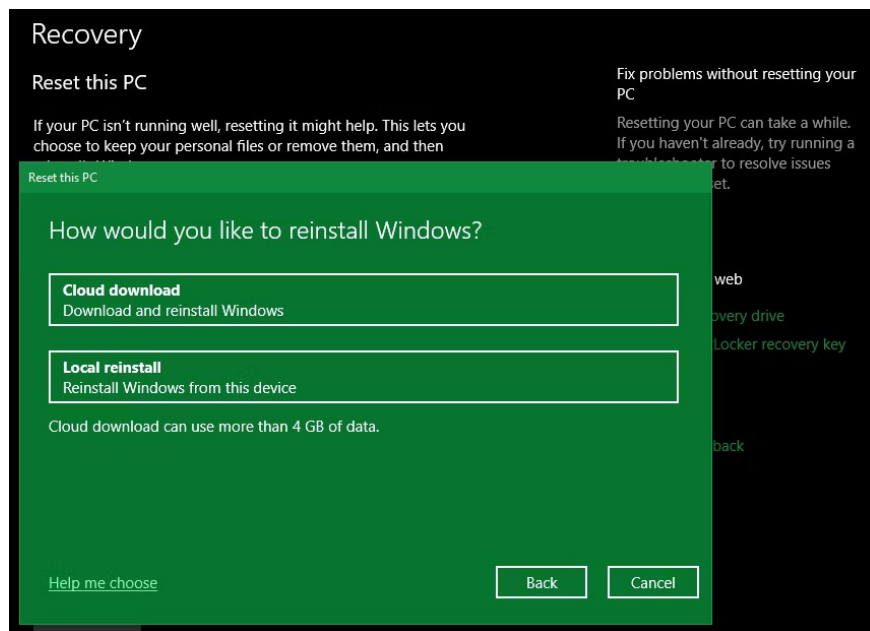 Recovery
Reset this PC
If your PC isn't running well, resetting it might help. This lets you
choose to keep your personal files or remove them, and then
Fix problems without resetting your
PC
Resetting your PC can take a while.
If you haven't already, try running a
to resolve issues
Reset this PC
How would you like to reinstall Windows?
Cloud download
Download and reinstall Windows
Local reinstall
Reinstall Windows from this device
Cloud download can use more than 4 GB of data.
Help me choose
Back
Cancel
web
drive
recovery key
back